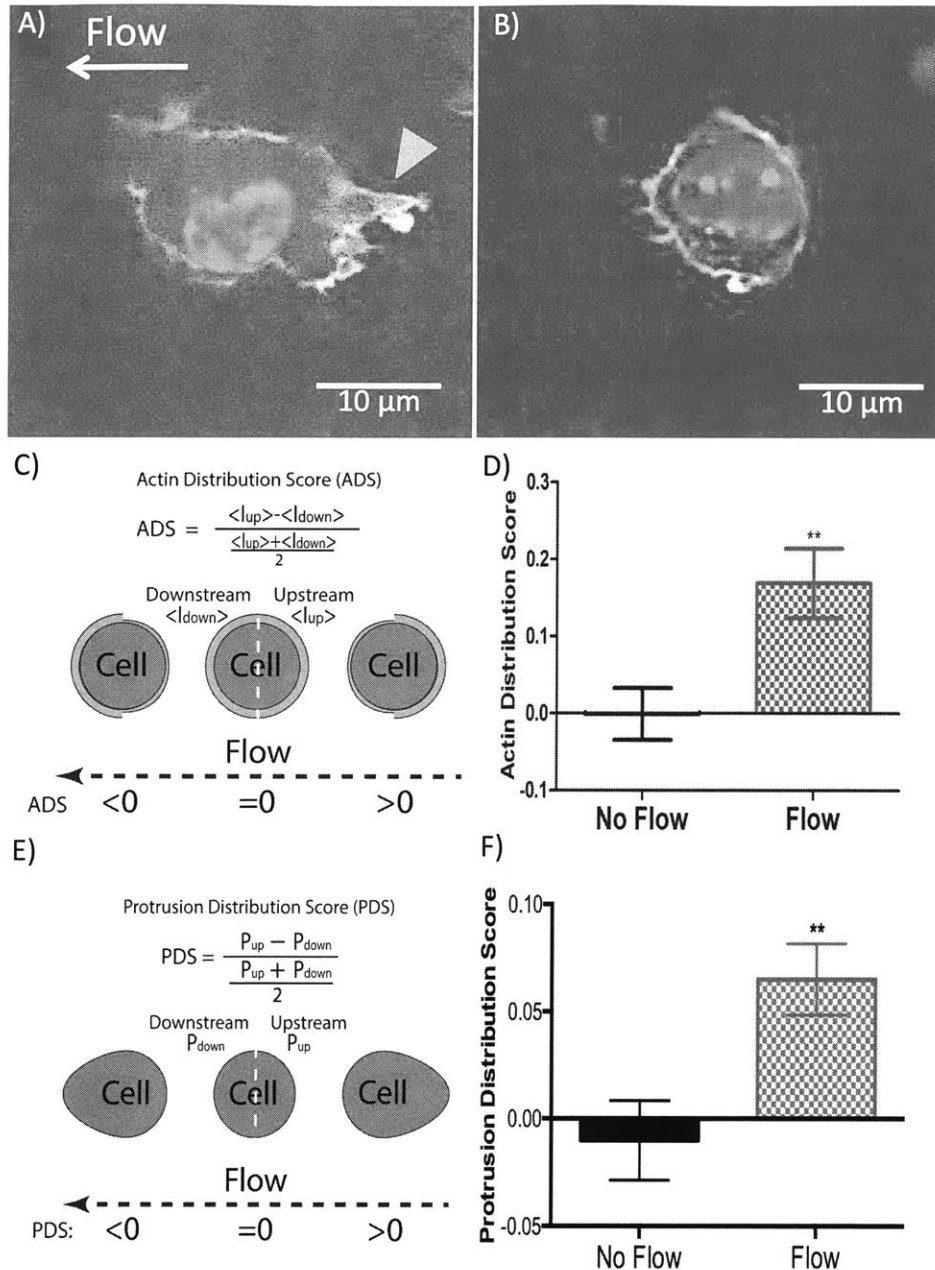 A)
Flow
10 µm
B)
10 µm
C)
Actin Distribution Score (ADS)
ADS = <Iup>-<Idown>
<Iup>+<Idown>
2
Downstream Upstream
<Idown> <Iup>
Cell Cell Cell
Flow
ADS <0 =0 >0
D)
Actin Distribution Score
0.3
0.2
**
0.1
0.0
-0.1
No Flow Flow
E)
Protrusion Distribution Score (PDS)
PDS = Pup - Pdown
Pup + Pdown
2
Downstream Upstream
Pdown Pup
Cell Cell Cell
Flow
PDS: <0 =0 >0
F)
Protrusion Distribution Score
0.10
**
0.05
0.00
-0.05
No Flow Flow